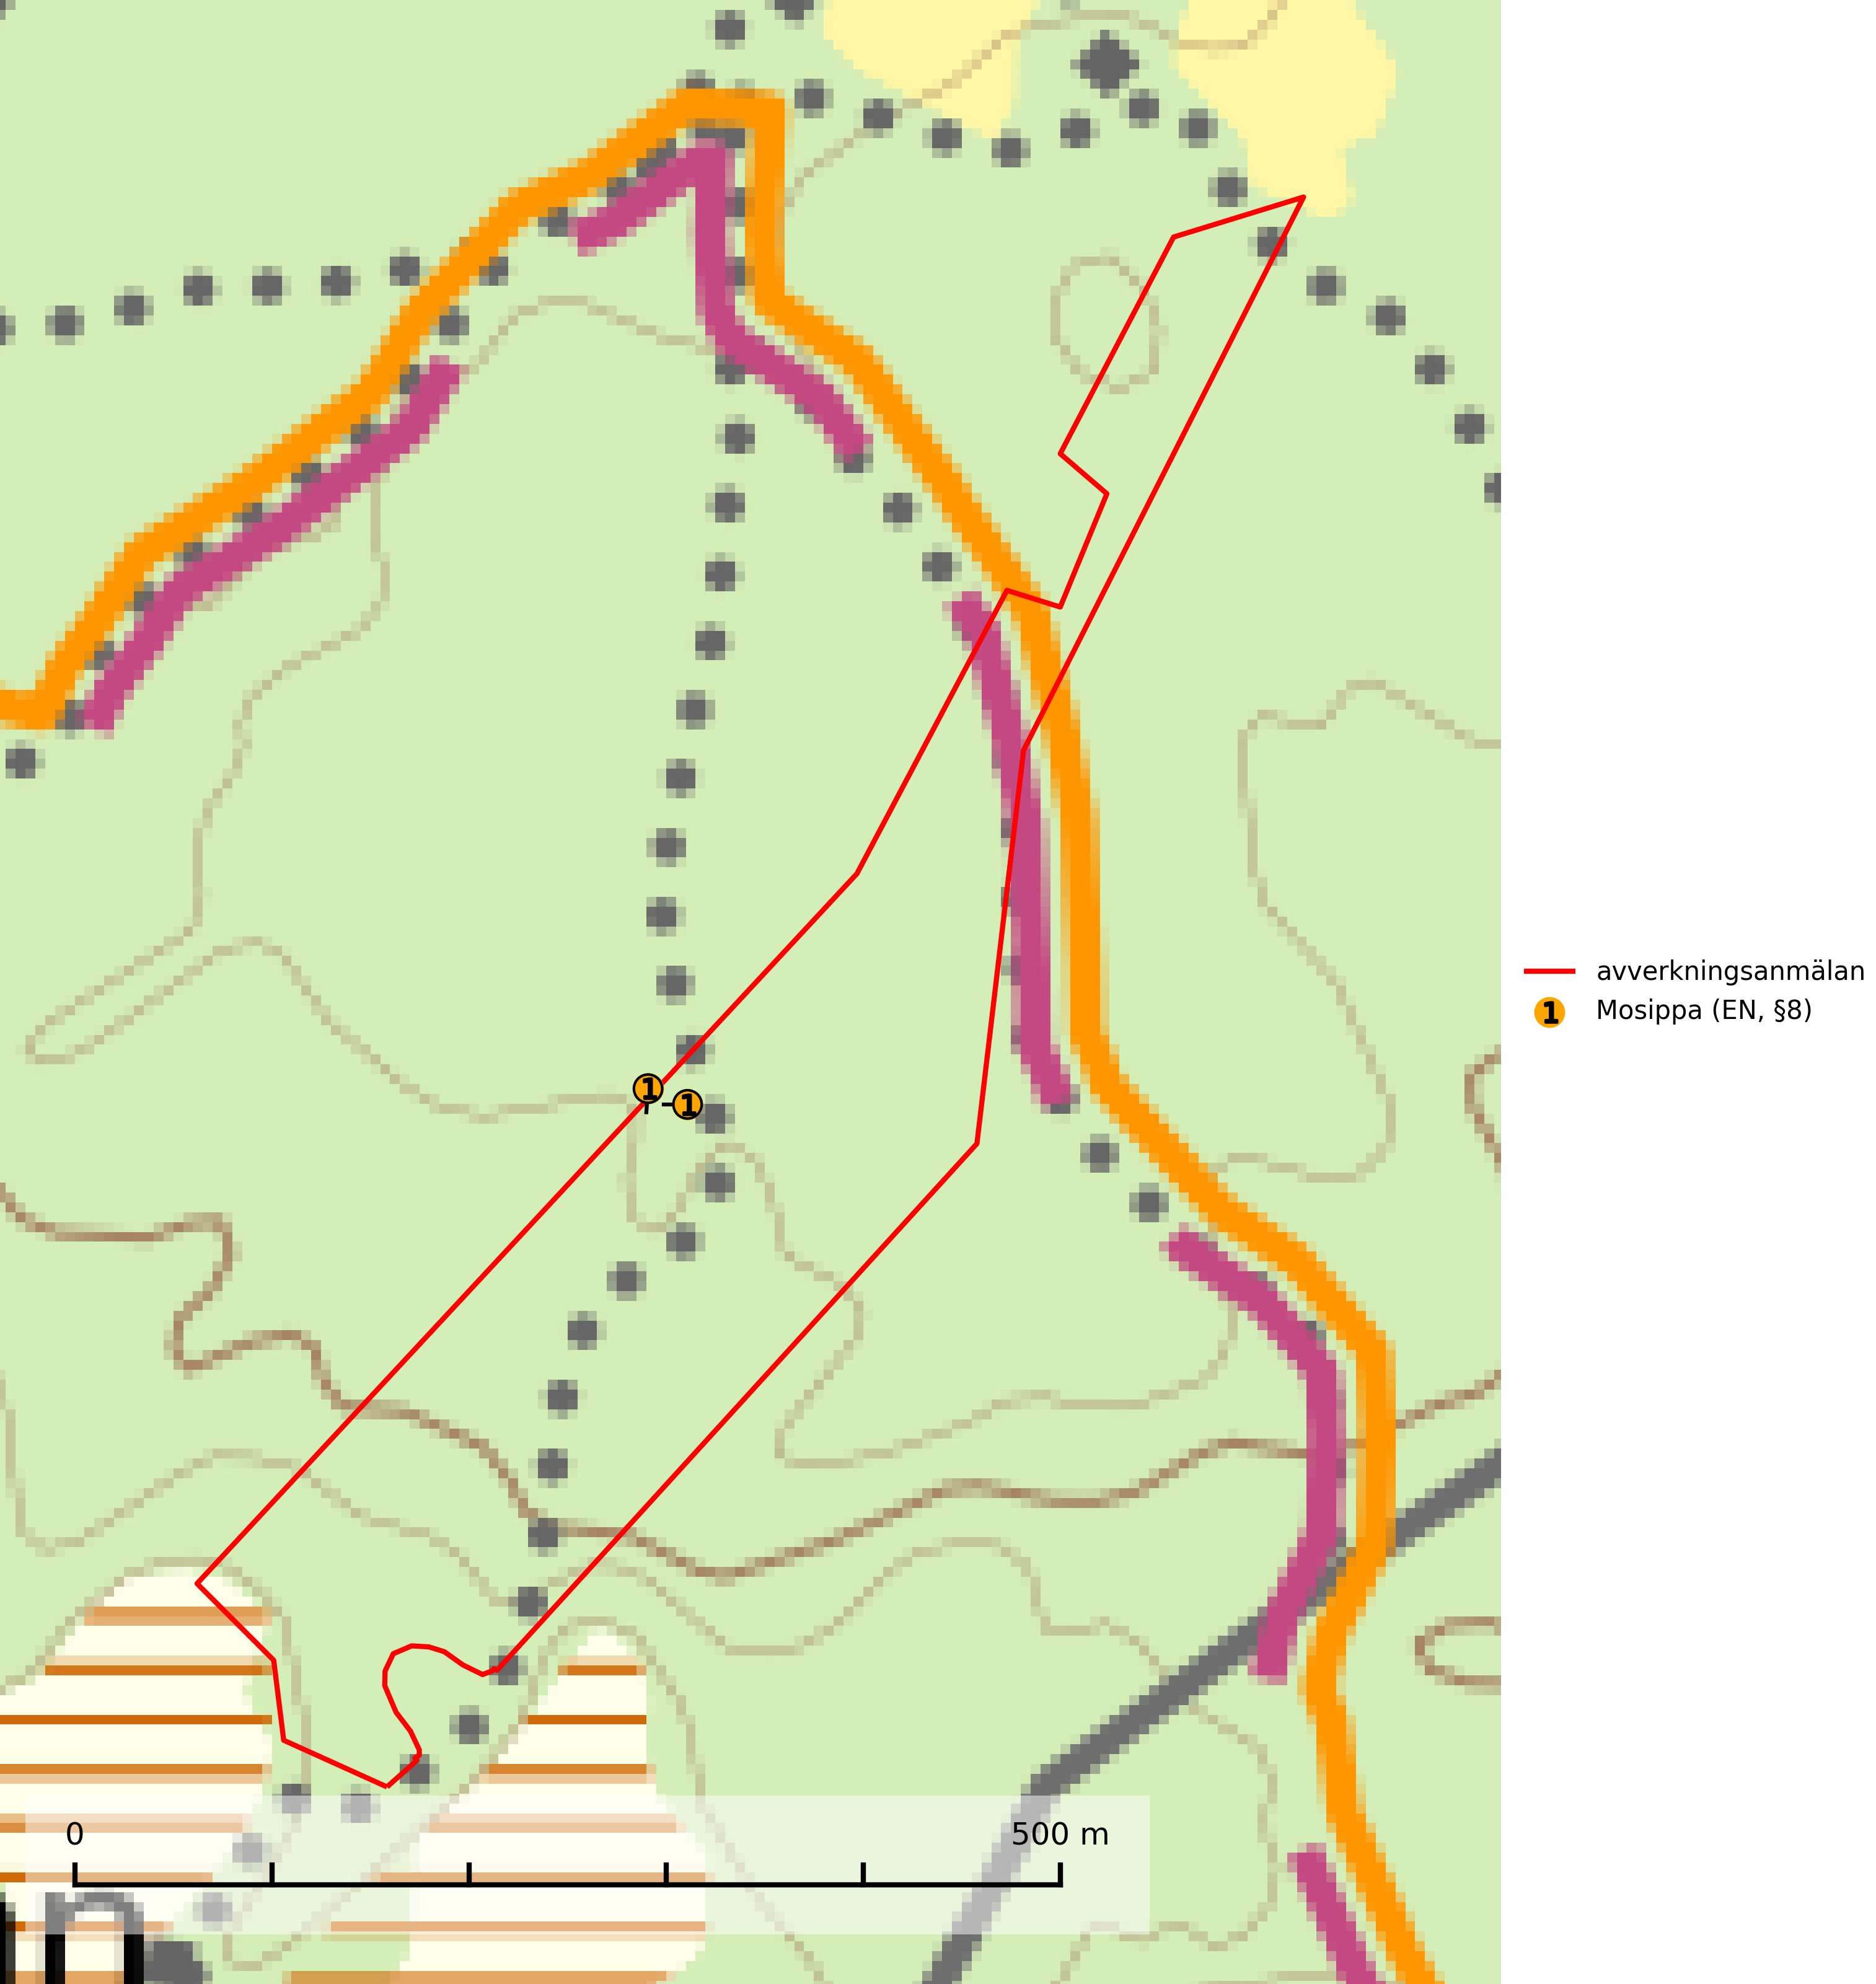 avverkningsanmälan
1 Mosippa (EN, §8)
1
1
0 500 m
n